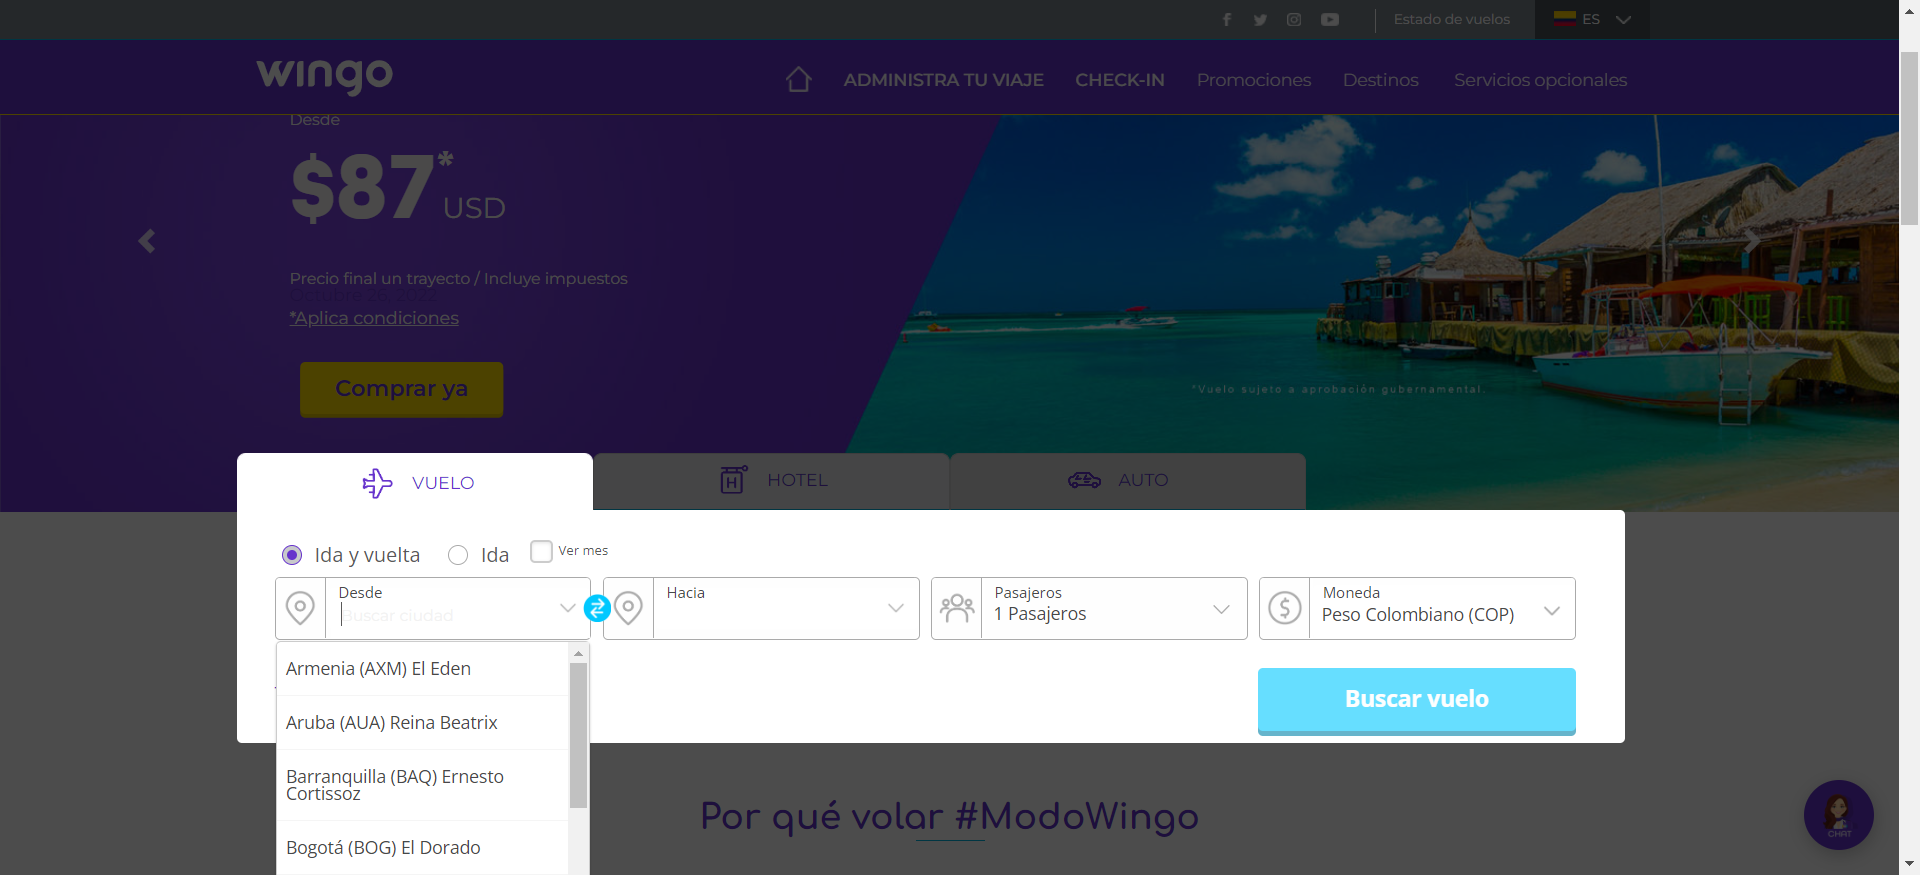 Estado de vuelos
ES
wingo
ADMINISTRA TU VIAJE
CHECK-IN
Promociones
Destinos
Servicios opcionales
Desde
$87*
USD
Precio final un trayecto / Incluye impuestos
*Aplica condiciones
Comprar ya
*Vuelo sujeto a aprobación gubernamental.
VUELO
HOTEL
AUTO
Ida y vuelta
Ida
Ver mes
Desde
Buscar ciudad
Hacia
Pasajeros
1 Pasajeros
Moneda
Peso Colombiano (COP)
Armenia (AXM) El Eden
Aruba (AUA) Reina Beatrix
Barranquilla (BAQ) Ernesto
Cortissoz
Bogotá (BOG) El Dorado
Buscar vuelo
Por qué volar #ModoWingo
CHAT